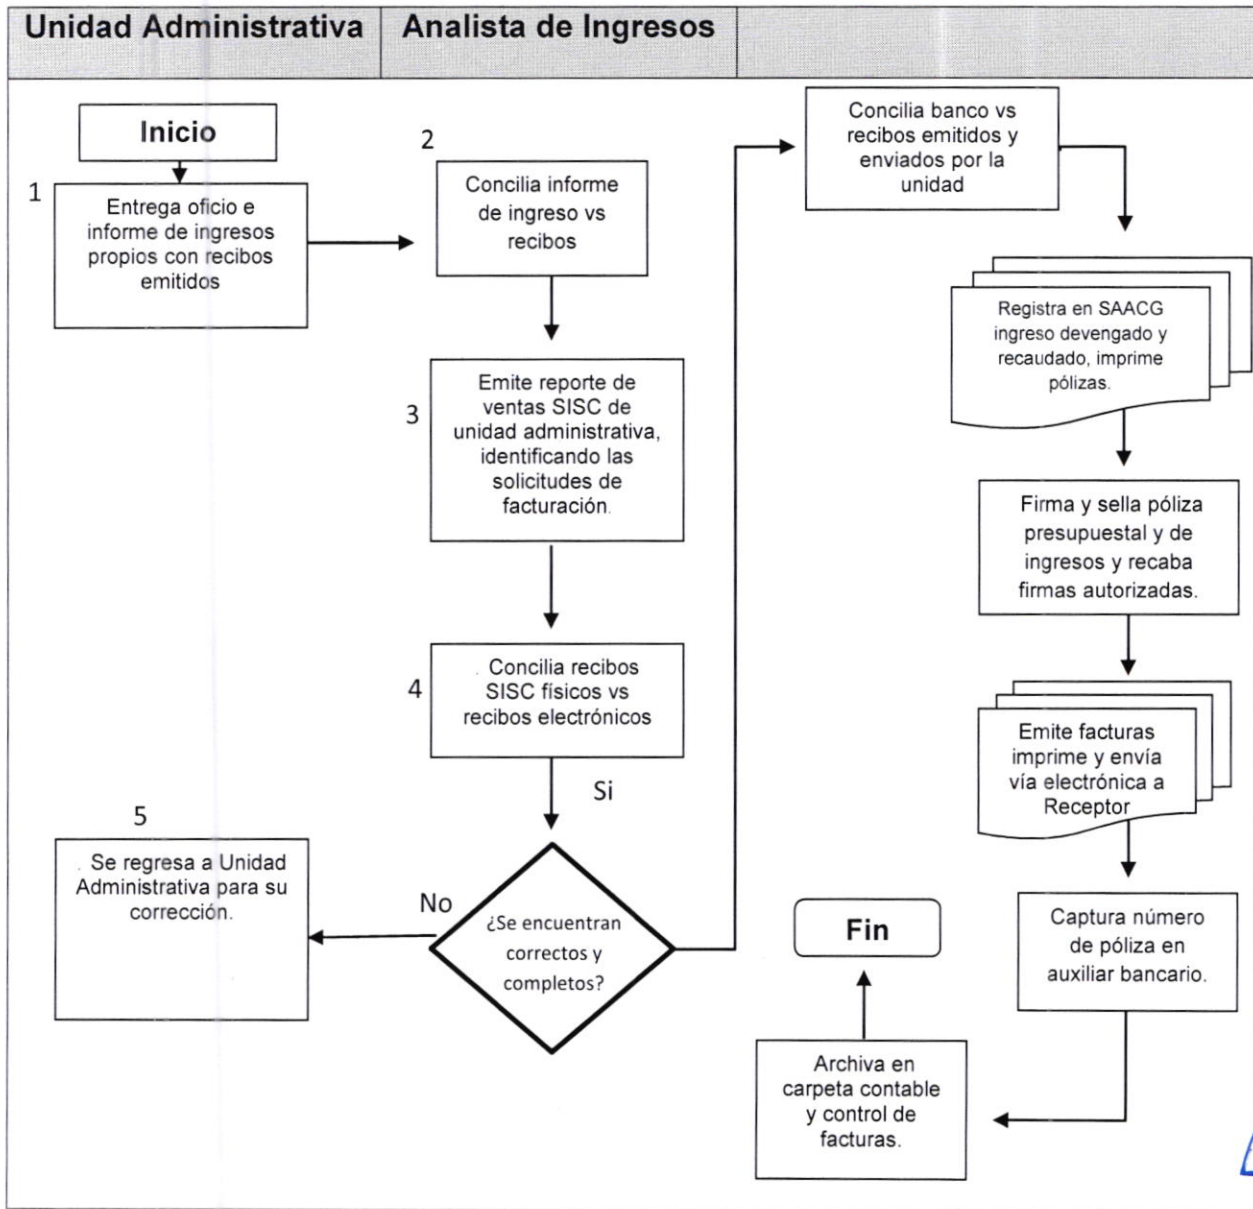 Unidad Administrativa
Analista de Ingresos
Inicio
1
Entrega oficio e
informe de ingresos
propios con recibos
emitidos
2
Concilia informe
de ingreso vs
recibos
3
Emite reporte de
ventas SISC de
unidad administrativa,
identificando las
solicitudes de
facturación.
4
. Concilia recibos
SISC físicos vs
recibos electrónicos
Si
¿Se encuentran
correctos y
completos?
No
5
. Se regresa a Unidad
Administrativa para su
corrección.
Concilia banco vs
recibos emitidos y
enviados por la
unidad
Registra en SAACG
ingreso devengado y
recaudado, imprime
pólizas.
Firma y sella póliza
presupuestal y de
ingresos y recaba
firmas autorizadas.
Emite facturas
imprime y envía
vía electrónica a
Receptor
Captura número
de póliza en
auxiliar bancario.
Archiva en
carpeta contable
y control de
facturas.
Fin